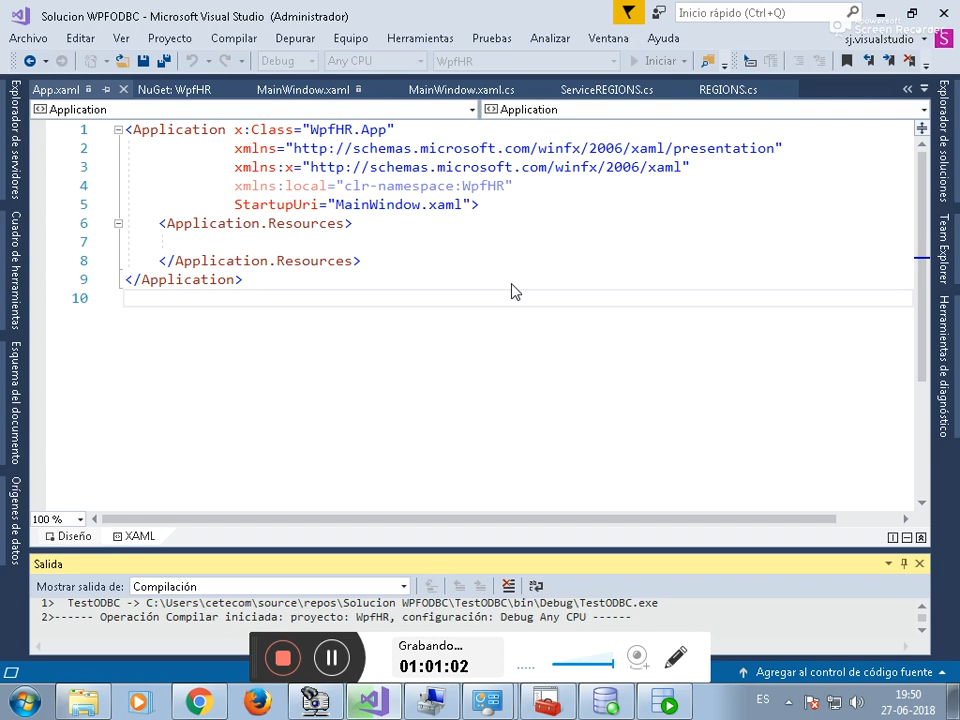 Solucion WPFODBC - Microsoft Visual Studio (Administrador)
Inicio rápido (Ctrl+Q)
Screen Recorder
Archivo Editar Ver Proyecto Compilar Depurar Equipo Herramientas Pruebas Analizar Ventana Ayuda
sj.visualstudio
S
Debug Any CPU WpfHR Iniciar
App.xaml NuGet: WpfHR MainWindow.xaml MainWindow.xaml.cs ServiceREGIONS.cs REGIONS.cs
Application Application
1 <Application x:Class="WpfHR.App"
2 xmlns="http://schemas.microsoft.com/winfx/2006/xaml/presentation"
3 xmlns:x="http://schemas.microsoft.com/winfx/2006/xaml"
4 xmlns:local="clr-namespace:WpfHR"
5 StartupUri="MainWindow.xaml">
6 <Application.Resources>
7
8 </Application.Resources>
9 </Application>
10
Explorador de servidores
Cuadro de herramientas
Esquema del documento
Orígenes de datos
Explorador de soluciones
Team Explorer
Herramientas de diagnóstico
100 %
Diseño XAML
Salida
Mostrar salida de: Compilación
1> TestODBC -> C:\Users\cetecom\source\repos\Solucion WPFODBC\TestODBC\bin\Debug\TestODBC.exe
2>------ Operación Compilar iniciada: proyecto: WpfHR, configuración: Debug Any CPU ------
Grabando...
01:01:02
Agregar al control de código fuente
ES
19:50
27-06-2018